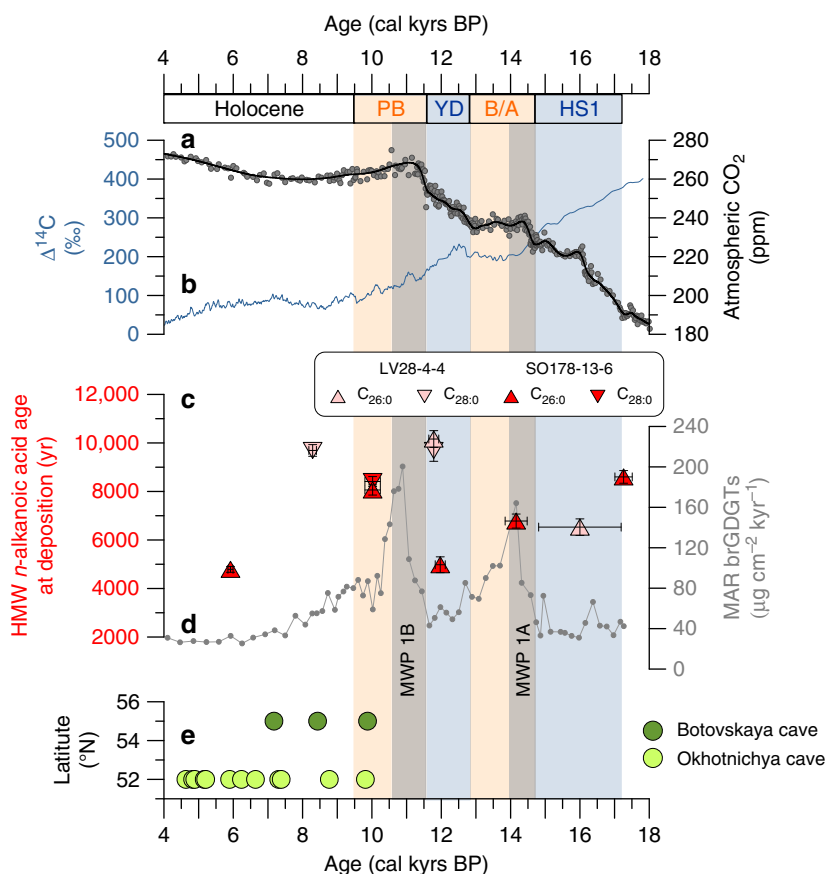 Age (cal kyrs BP)
4 6 8 10 12 14 16 18
Holocene PB YD B/A HS1
a
500 400 300 200 100 0
Δ14C
(‰)
b
280 260 240 220 200 180
Atmospheric CO2
(ppm)
LV28-4-4 SO178-13-6
C26:0 C28:0 C26:0 C28:0
c
12,000 10,000 8000 6000 4000 2000
HMW n-alkanoic acid age
at deposition (yr)
d
240 200 160 120 80 40 0
MAR brGDGTs
(μg cm−2 kyr−1)
MWP 1B
MWP 1A
56 54 52
Latitute
(°N)
e
Botovskaya cave
Okhotnichya cave
4 6 8 10 12 14 16 18
Age (cal kyrs BP)